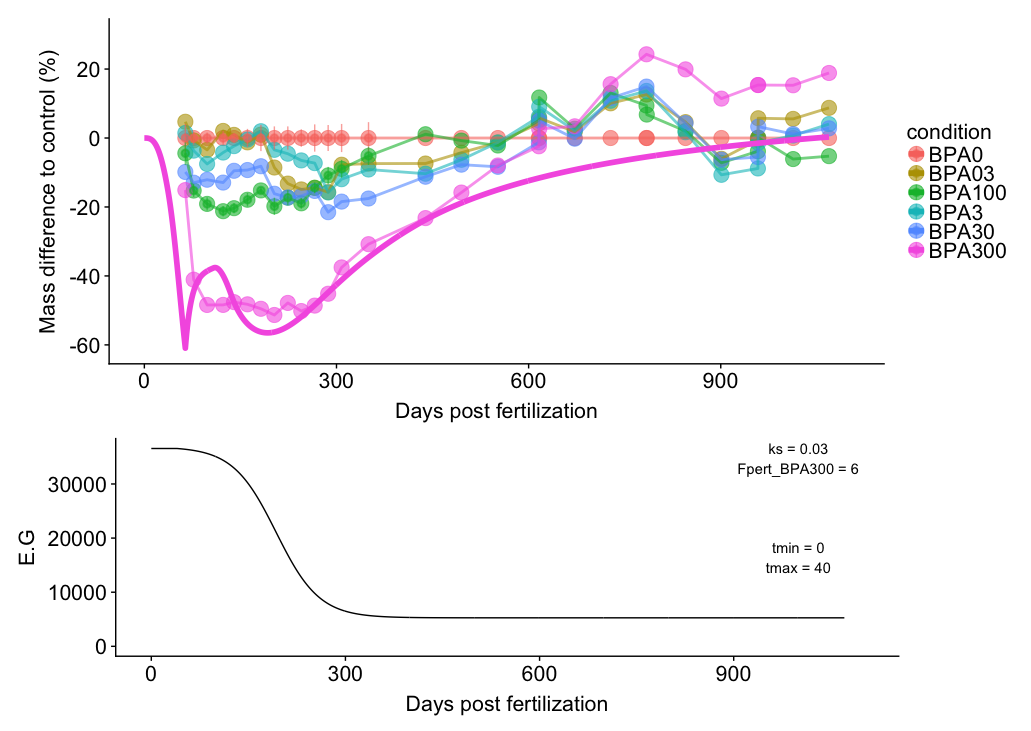 Mass difference to control (%)
20
0
-20
-40
-60
0
300
600
900
Days post fertilization
condition
BPA0
BPA03
BPA100
BPA3
BPA30
BPA300
E.G
30000
20000
10000
0
ks = 0.03
Fpert_BPA300 = 6
tmin = 0
tmax = 40
0
300
600
900
Days post fertilization